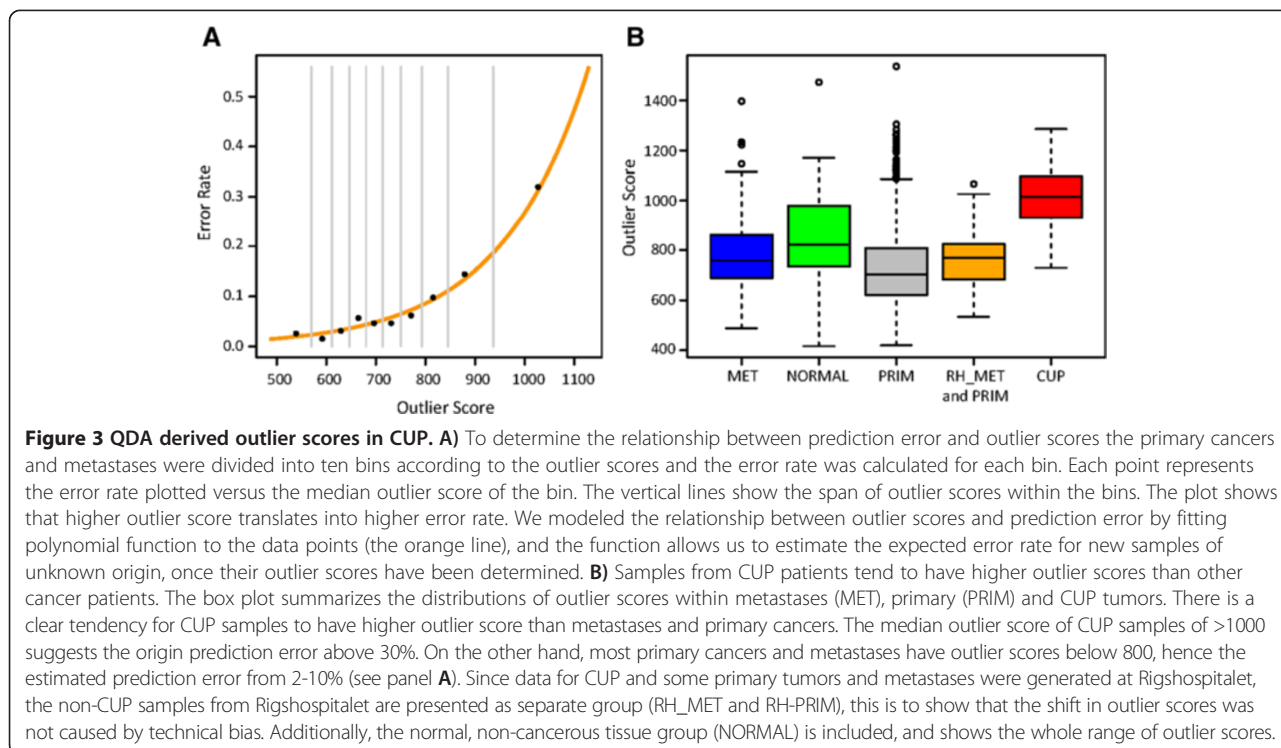 A
B
Error Rate
0.5
0.4
0.3
0.2
0.1
0.0
500 600 700 800 900 1000 1100
Outlier Score
Outlier Score
1400
1200
1000
800
600
400
MET NORMAL PRIM RH_MET and PRIM CUP
Figure 3 QDA derived outlier scores in CUP. A) To determine the relationship between prediction error and outlier scores the primary cancers
and metastases were divided into ten bins according to the outlier scores and the error rate was calculated for each bin. Each point represents
the error rate plotted versus the median outlier score of the bin. The vertical lines show the span of outlier scores within the bins. The plot shows
that higher outlier score translates into higher error rate. We modeled the relationship between outlier scores and prediction error by fitting
polynomial function to the data points (the orange line), and the function allows us to estimate the expected error rate for new samples of
unknown origin, once their outlier scores have been determined. B) Samples from CUP patients tend to have higher outlier scores than other
cancer patients. The box plot summarizes the distributions of outlier scores within metastases (MET), primary (PRIM) and CUP tumors. There is a
clear tendency for CUP samples to have higher outlier score than metastases and primary cancers. The median outlier score of CUP samples of >1000
suggests the origin prediction error above 30%. On the other hand, most primary cancers and metastases have outlier scores below 800, hence the
estimated prediction error from 2-10% (see panel A). Since data for CUP and some primary tumors and metastases were generated at Rigshospitalet,
the non-CUP samples from Rigshospitalet are presented as separate group (RH_MET and RH-PRIM), this is to show that the shift in outlier scores was
not caused by technical bias. Additionally, the normal, non-cancerous tissue group (NORMAL) is included, and shows the whole range of outlier scores.